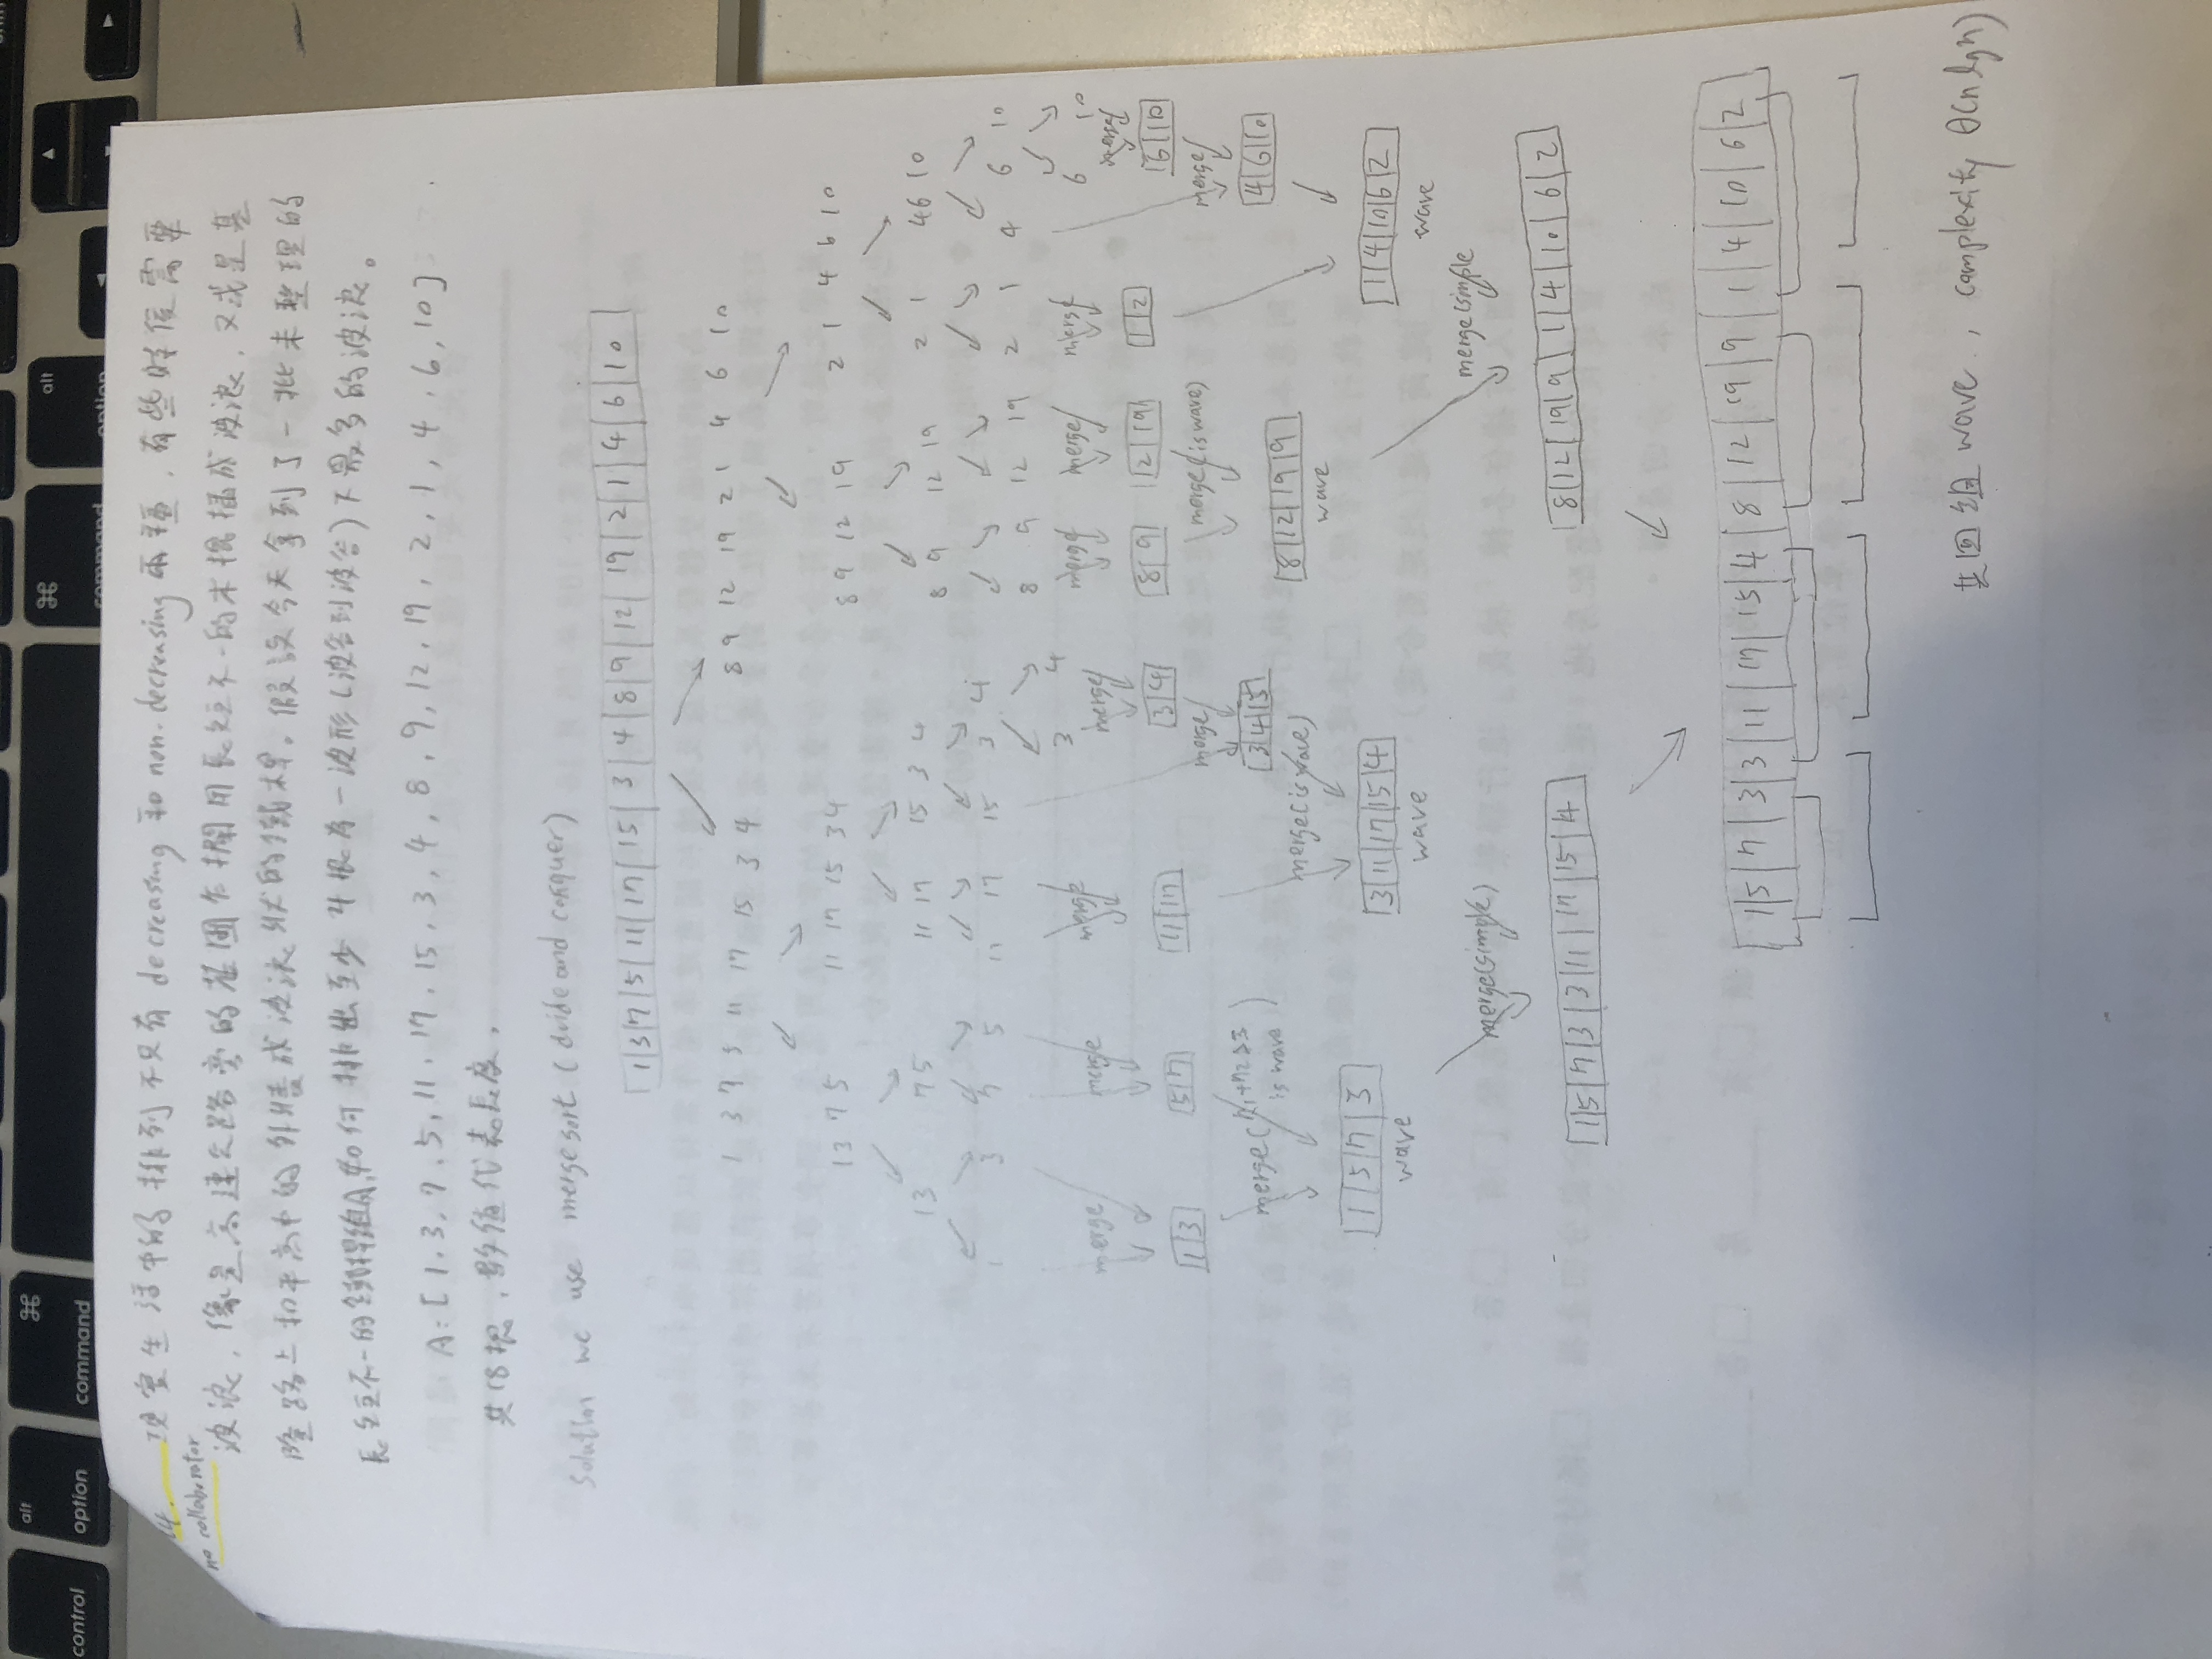 control
alt
option
⌘
command
⌘
command
alt
option
14. 現實生活中的排列不只有 decreasing 和 non-decreasing 兩種, 有些時侯需要
no collaborator
波浪, 像是高速公路旁的花圃柵欄用長短不一的木棍插成波浪, 又或是基
隆路上和平高中的外牆成波浪狀的鐵桿。假設今天拿到了一批未整理的
長短不一的鐵桿組A,如何排出至少4根有一波形(波谷到波谷)下最多的波浪。
A: [ 1, 3, 7, 5, 11, 17, 15, 3, 4, 8, 9, 12, 19, 2, 1, 4, 6, 10 ]
共18根, 數值代表長度,
Solution we use merge sort (divide and conquer)
1 3 7 5 11 17 15 3 4 8 9 12 19 2 1 4 6 10
1 3 7 5 11 17 15 3 4 8 9 12 19 2 1 4 6 10
1 3 7 5 11 17 15 3 4 8 9 12 19 2 1 4 6 10
1 3 7 5 11 17 15 3 4 8 9 12 19 2 1 4 6 10
1 3 7 5 11 17 15 3 4 8 9 12 19 2 1 4 6 10
3 4 6 10
merge merge merge merge merge merge merge merge
1 3 5 7 11 17 3 4 8 9 12 19 1 2 6 10
merge merge(is wave) merge
merge( n1+n2>3 is wave ) 3 4 15 4 6 10
merge(is wave) 8 12 19 9
wave
1 5 7 3 3 11 17 15 4 1 4 10 6 2
wave wave wave
merge(simple) merge(simple
1 5 7 3 3 11 17 15 4 8 12 19 9 1 4 10 6 2
1 5 7 3 3 11 17 15 4 8 12 19 9 1 4 10 6 2
共四組 wave , complexity θ(n lg n)